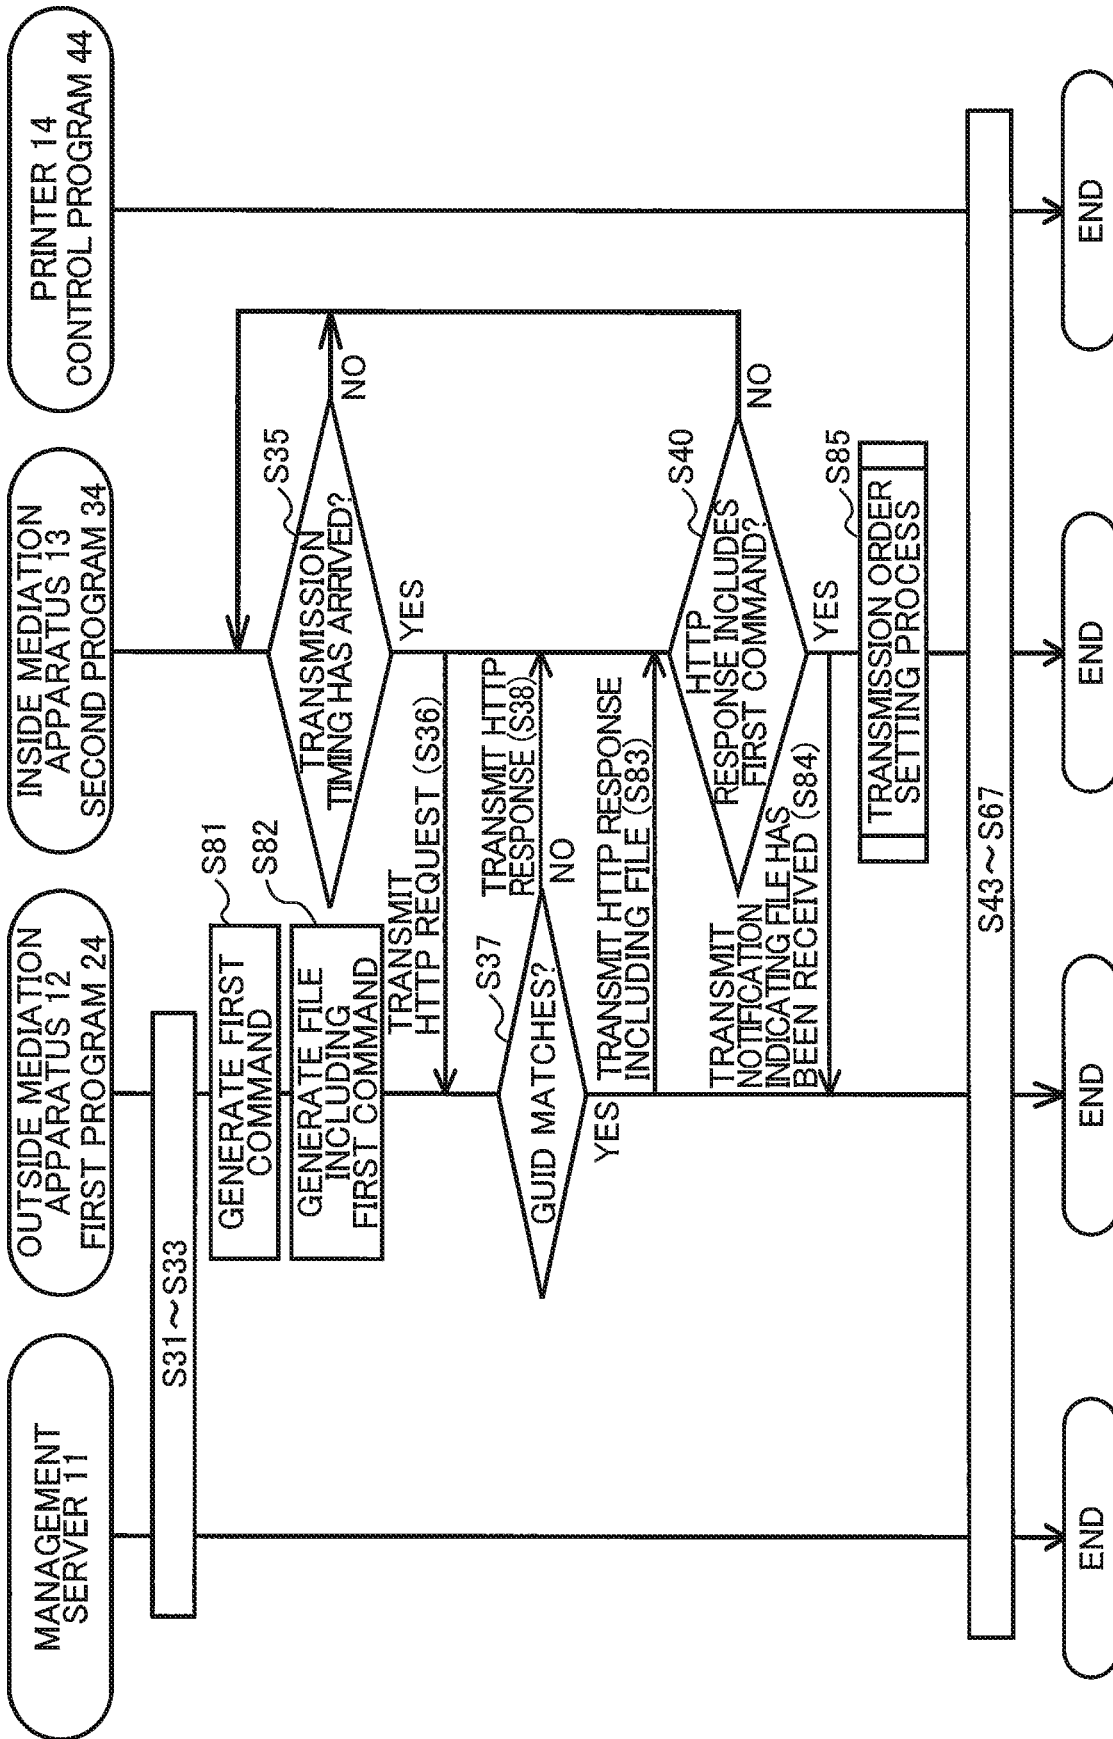 MANAGEMENT
SERVER 11
OUTSIDE MEDIATION
APPARATUS 12
FIRST PROGRAM 24
INSIDE MEDIATION
APPARATUS 13
SECOND PROGRAM 34
PRINTER 14
CONTROL PROGRAM 44
S31~S33
GENERATE FIRST
COMMAND
S81
GENERATE FILE
INCLUDING
FIRST COMMAND
S82
TRANSMISSION
TIMING HAS ARRIVED?
S35
NO
YES
TRANSMIT
HTTP REQUEST (S36)
GUID MATCHES?
S37
NO
YES
TRANSMIT HTTP
RESPONSE (S38)
TRANSMIT HTTP RESPONSE
INCLUDING FILE (S83)
HTTP
RESPONSE INCLUDES
FIRST COMMAND?
S40
NO
YES
TRANSMIT
NOTIFICATION
INDICATING FILE HAS
BEEN RECEIVED (S84)
TRANSMISSION ORDER
SETTING PROCESS
S85
S43~S67
END
END
END
END